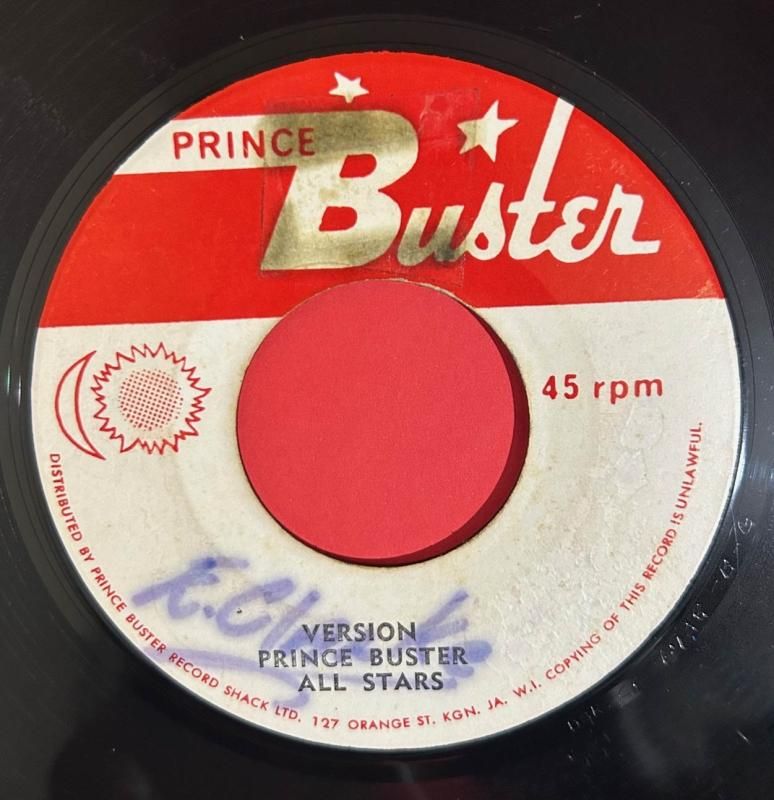 PRINCE
Buster
45 rpm
K. Clarke
VERSION
PRINCE BUSTER
ALL STARS
DISTRIBUTED BY PRINCE BUSTER RECORD SHACK LTD. 127 ORANGE ST. KGN. JA. W.I. COPYING OF THIS RECORD IS UNLAWFUL.